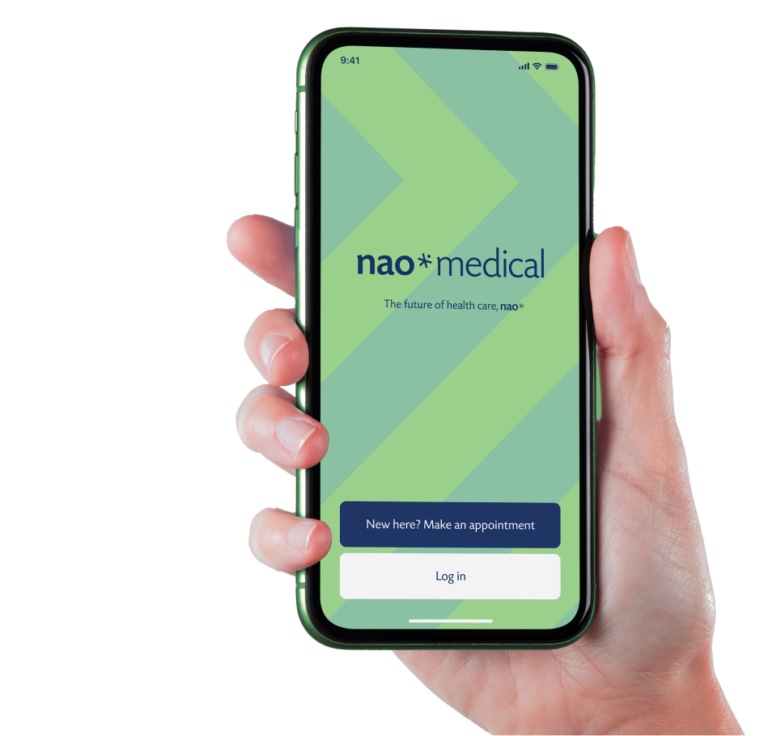 9:41
nao*medical
The future of health care, nao*
New here? Make an appointment
Log in